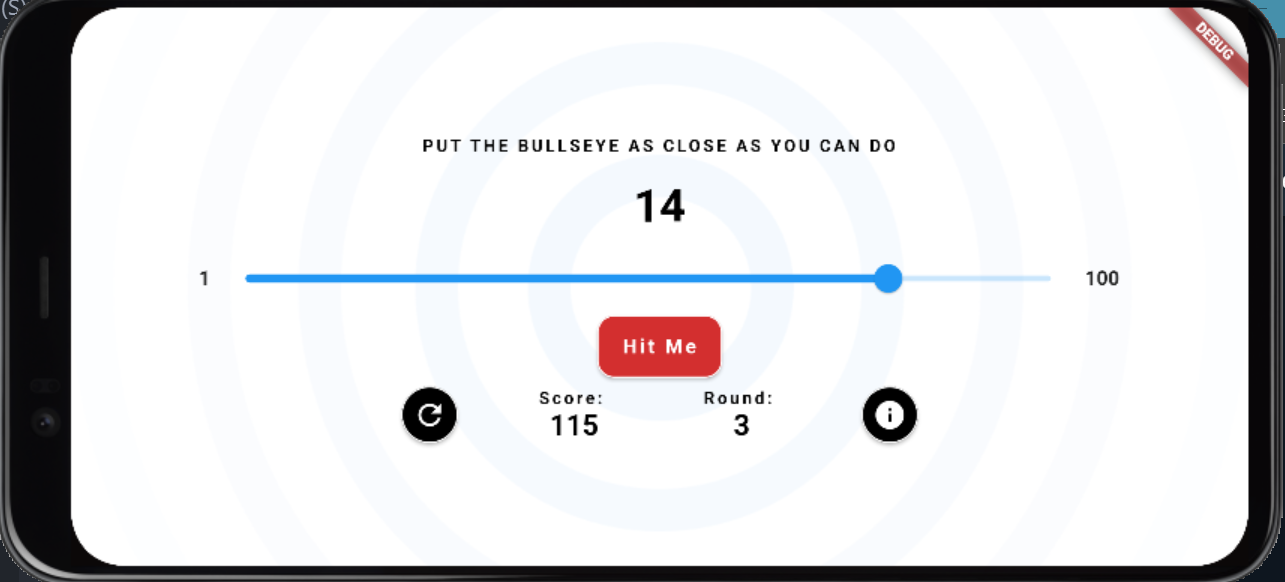 (S)
DEBUG
PUT THE BULLSEYE AS CLOSE AS YOU CAN DO
14
1
100
Hit Me
Score:
Round:
115
3
i